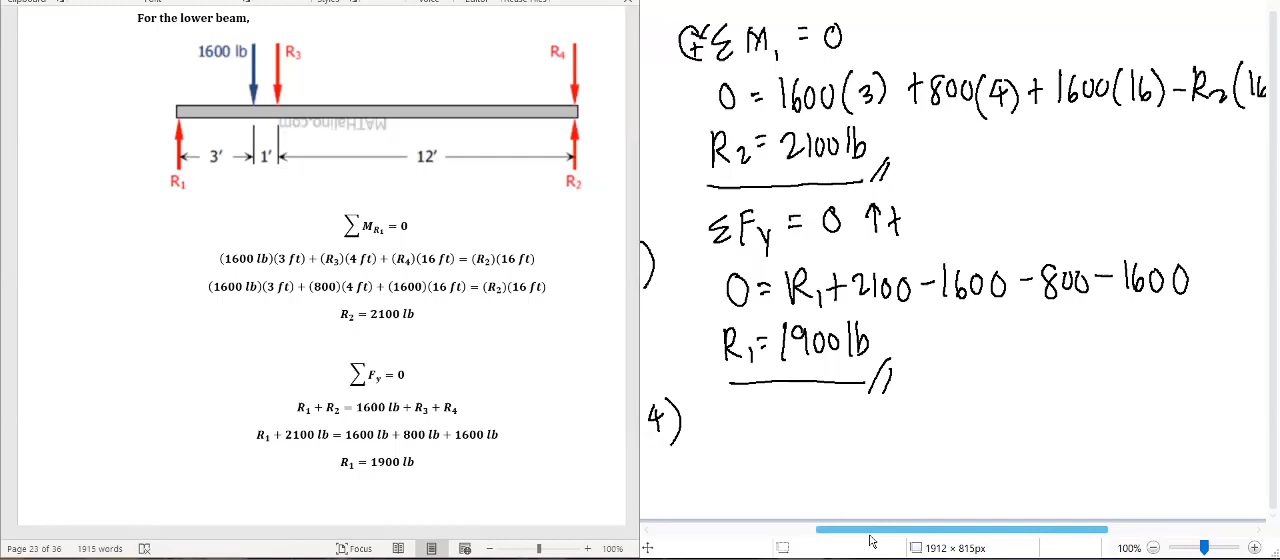 For the lower beam,
1600 lb
R₃
R₄
MATHalino.com
3′
1′
12′
R₁
R₂
∑ M_R₁ = 0
(1600 lb)(3 ft) + (R₃)(4 ft) + (R₄)(16 ft) = (R₂)(16 ft)
(1600 lb)(3 ft) + (800)(4 ft) + (1600)(16 ft) = (R₂)(16 ft)
R₂ = 2100 lb
∑ F_y = 0
R₁ + R₂ = 1600 lb + R₃ + R₄
R₁ + 2100 lb = 1600 lb + 800 lb + 1600 lb
R₁ = 1900 lb
Page 23 of 36 1915 words
Focus
100%
+ Σ M₁ = 0
0 = 1600(3) + 800(4) + 1600(16) − R₂(16
R₂ = 2100 lb
ΣF_y = 0 ↑+
0 = R₁ + 2100 − 1600 − 800 − 1600
R₁ = 1900 lb
)
4)
1912 × 815px
100%